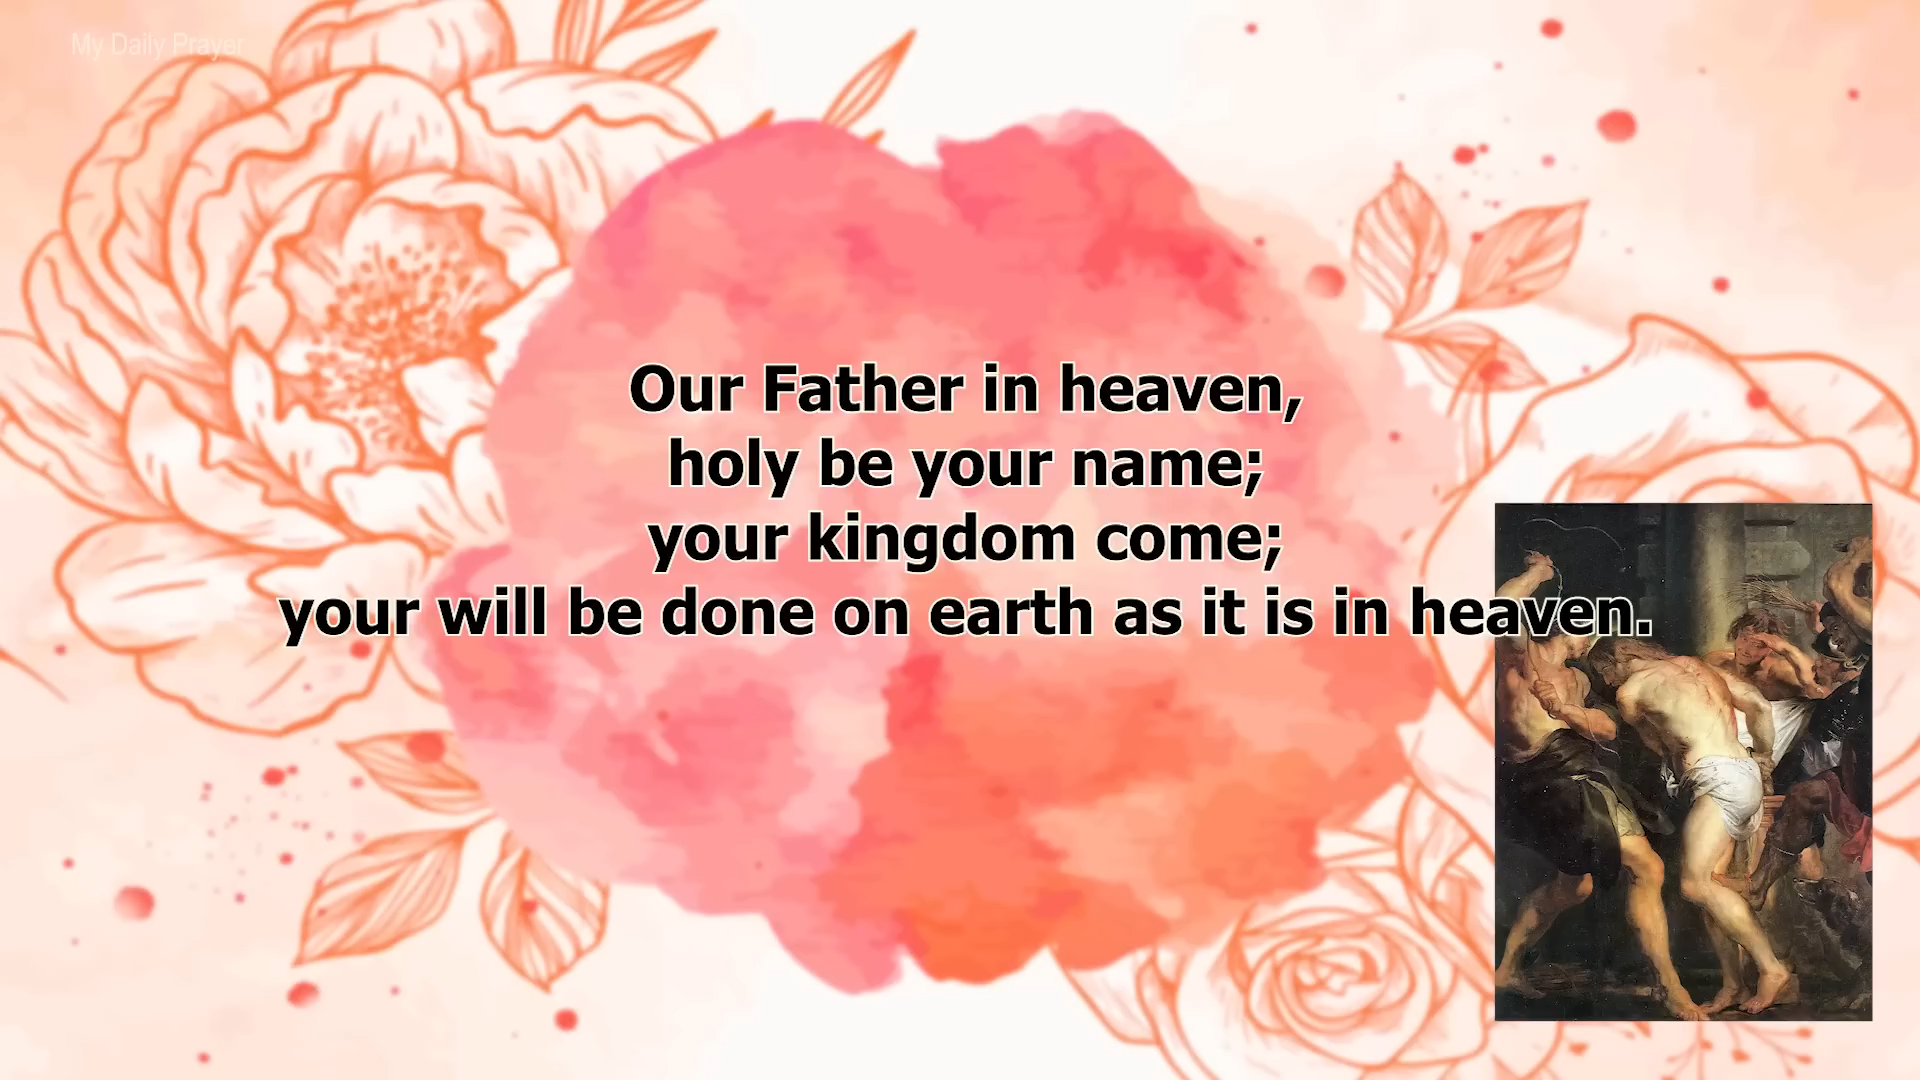 My Daily Prayer
Our Father in heaven,
holy be your name;
your kingdom come;
your will be done on earth as it is in heaven.